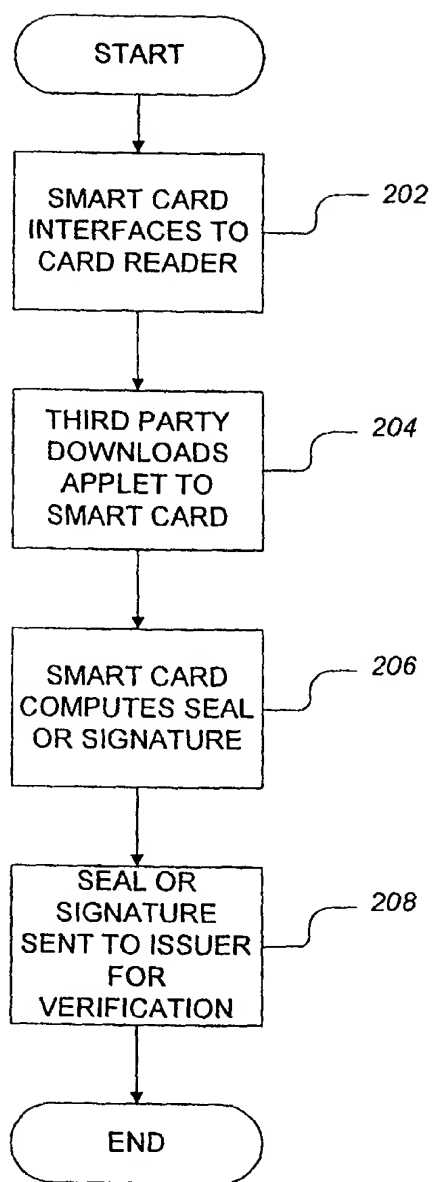 START
SMART CARD
INTERFACES TO
CARD READER
202
THIRD PARTY
DOWNLOADS
APPLET TO
SMART CARD
204
SMART CARD
COMPUTES SEAL
OR SIGNATURE
206
SEAL OR
SIGNATURE
SENT TO ISSUER
FOR
VERIFICATION
208
END